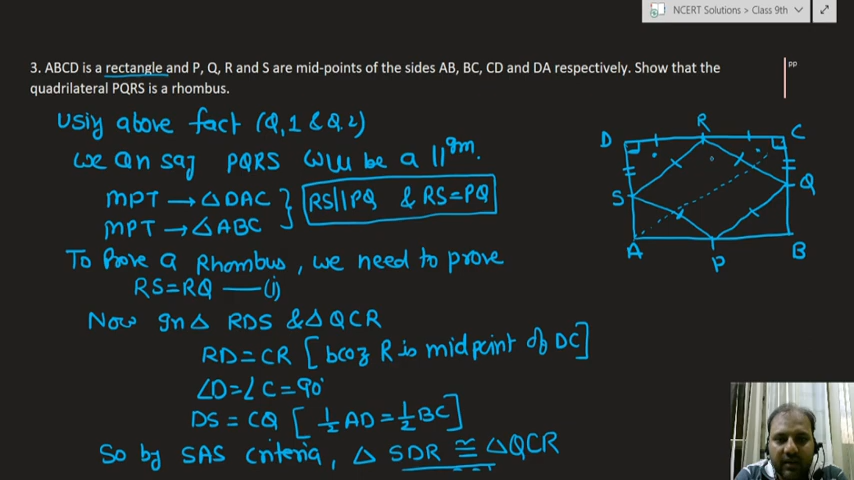 NCERT Solutions > Class 9th
3. ABCD is a rectangle and P, Q, R and S are mid-points of the sides AB, BC, CD and DA respectively. Show that the
quadrilateral PQRS is a rhombus.
pp
Usiy above fact (Q,1 & Q.2)
We Can say PQRS Will be a 11gm.
MPT → △DAC
RS||PQ & RS=PQ
MPT → △ABC
To Prove a Rhombus, we need to prove
RS=RQ —(i)
Now In △ RDS &△QCR
RD=CR [bcoz R is midpoint of DC]
∠D=∠C=90°
DS=CQ [½AD=½BC]
So by SAS criteria, △ SDR ≅ △QCR
D R C
S Q
A P B